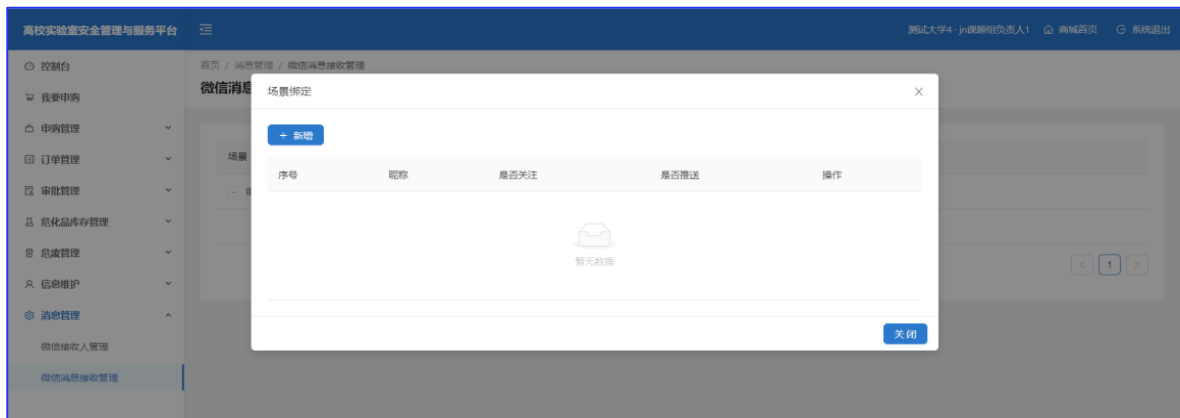 高校实验室安全管理与服务平台
测试大学4 - jn课题组负责人1 商城首页 系统退出
控制台
我要申购
申购管理
订单管理
审批管理
危化品库存管理
危废管理
信息维护
消息管理
微信接收人管理
微信消息接收管理
首页 / 消息管理 / 微信消息接收管理
微信消息
场景
场景绑定
+ 新增
序号 昵称 是否关注 是否推送 操作
暂无数据
关闭
< 1 >